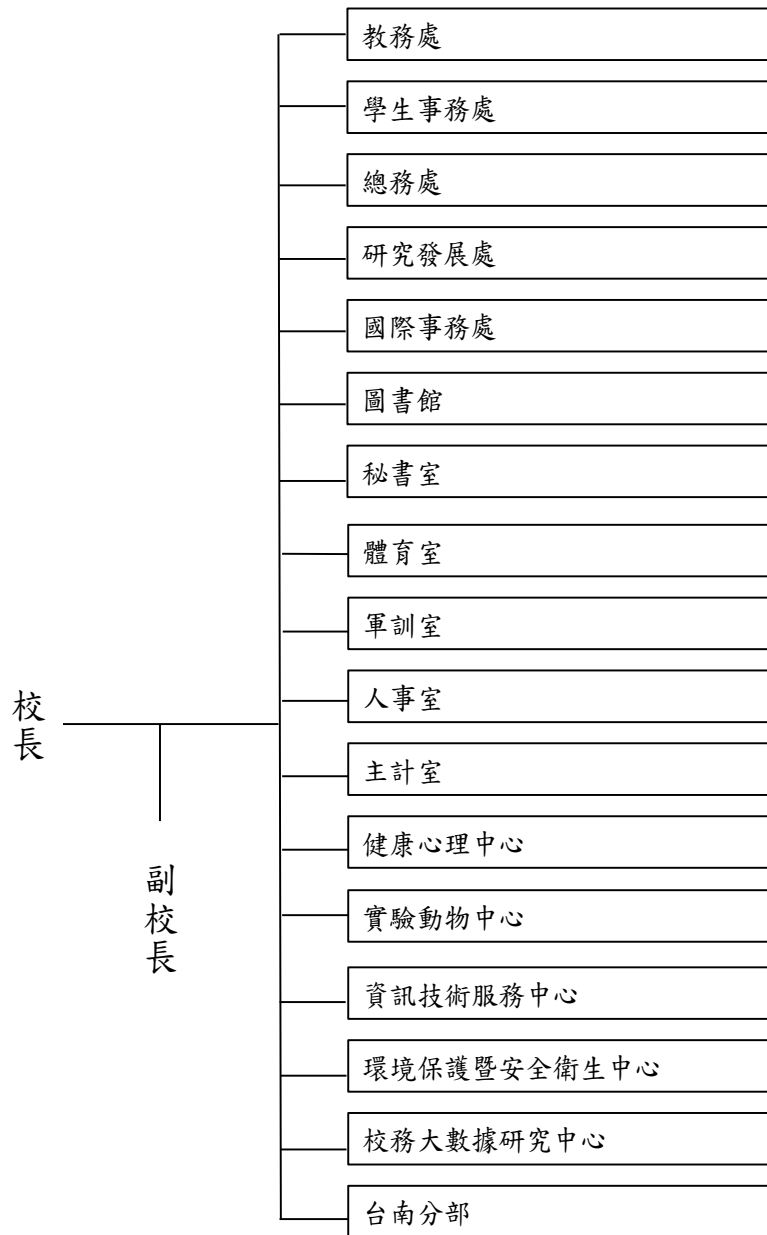 教務處
學生事務處
總務處
研究發展處
國際事務處
圖書館
秘書室
體育室
軍訓室
人事室
主計室
健康心理中心
實驗動物中心
資訊技術服務中心
環境保護暨安全衛生中心
校務大數據研究中心
台南分部
校長
副校長